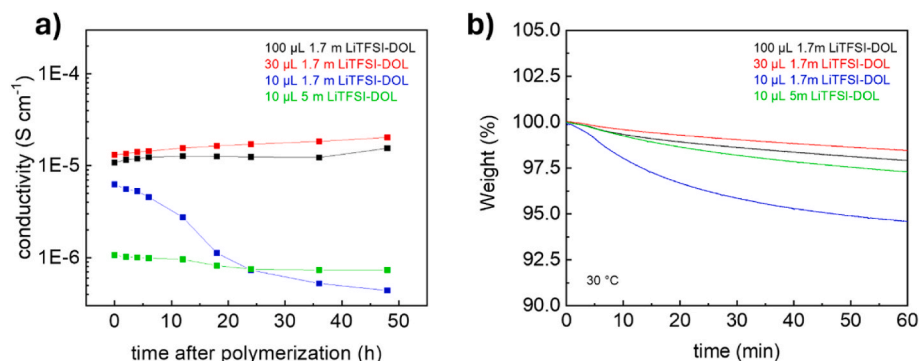 a)
conductivity (S cm⁻¹)
1E-4
1E-5
1E-6
100 µL 1.7 m LiTFSI-DOL
30 µL 1.7 m LiTFSI-DOL
10 µL 1.7 m LiTFSI-DOL
10 µL 5 m LiTFSI-DOL
0 10 20 30 40 50
time after polymerization (h)
b)
Weight (%)
105.0
102.5
100.0
97.5
95.0
92.5
90.0
100 µL 1.7m LiTFSI-DOL
30 µL 1.7m LiTFSI-DOL
10 µL 1.7m LiTFSI-DOL
10 µL 5m LiTFSI-DOL
30 °C
0 10 20 30 40 50 60
time (min)